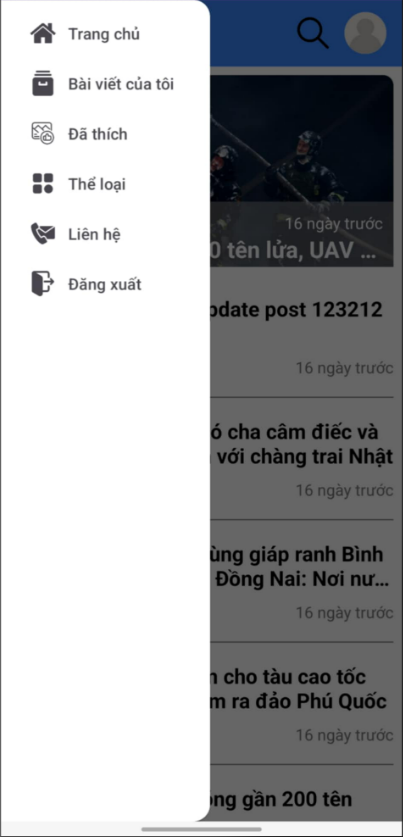 Trang chủ
Bài viết của tôi
Đã thích
Thể loại
Liên hệ
Đăng xuất
16 ngày trước
0 tên lửa, UAV ...
pdate post 123212
16 ngày trước
ó cha câm điếc và
với chàng trai Nhật
16 ngày trước
ùng giáp ranh Bình
Đồng Nai: Nơi nư...
16 ngày trước
n cho tàu cao tốc
m ra đảo Phú Quốc
16 ngày trước
ong gần 200 tên